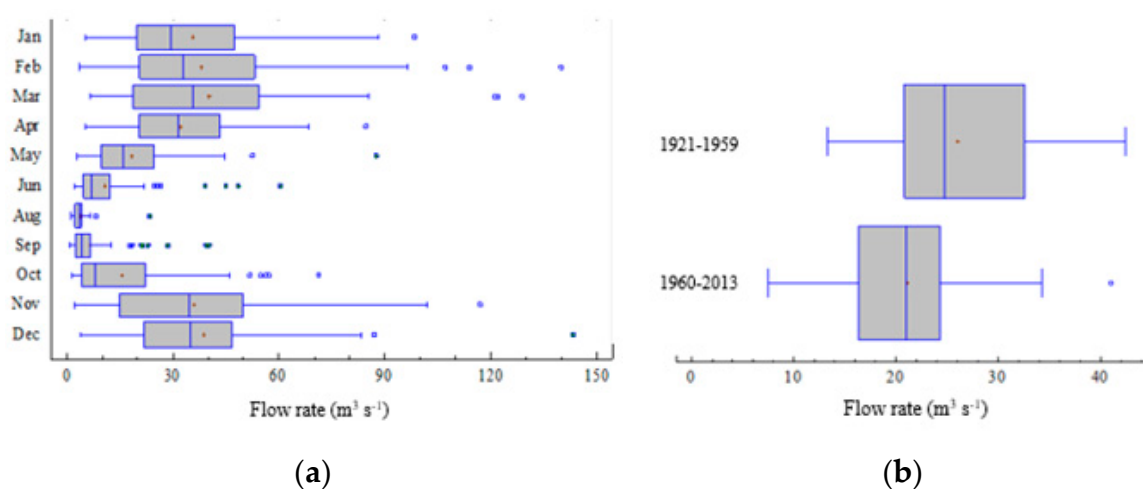 Jan
Feb
Mar
Apr
May
Jun
Aug
Sep
Oct
Nov
Dec
0 30 60 90 120 150
Flow rate (m³ s⁻¹)
(a)
1921-1959
1960-2013
0 10 20 30 40
Flow rate (m³ s⁻¹)
(b)